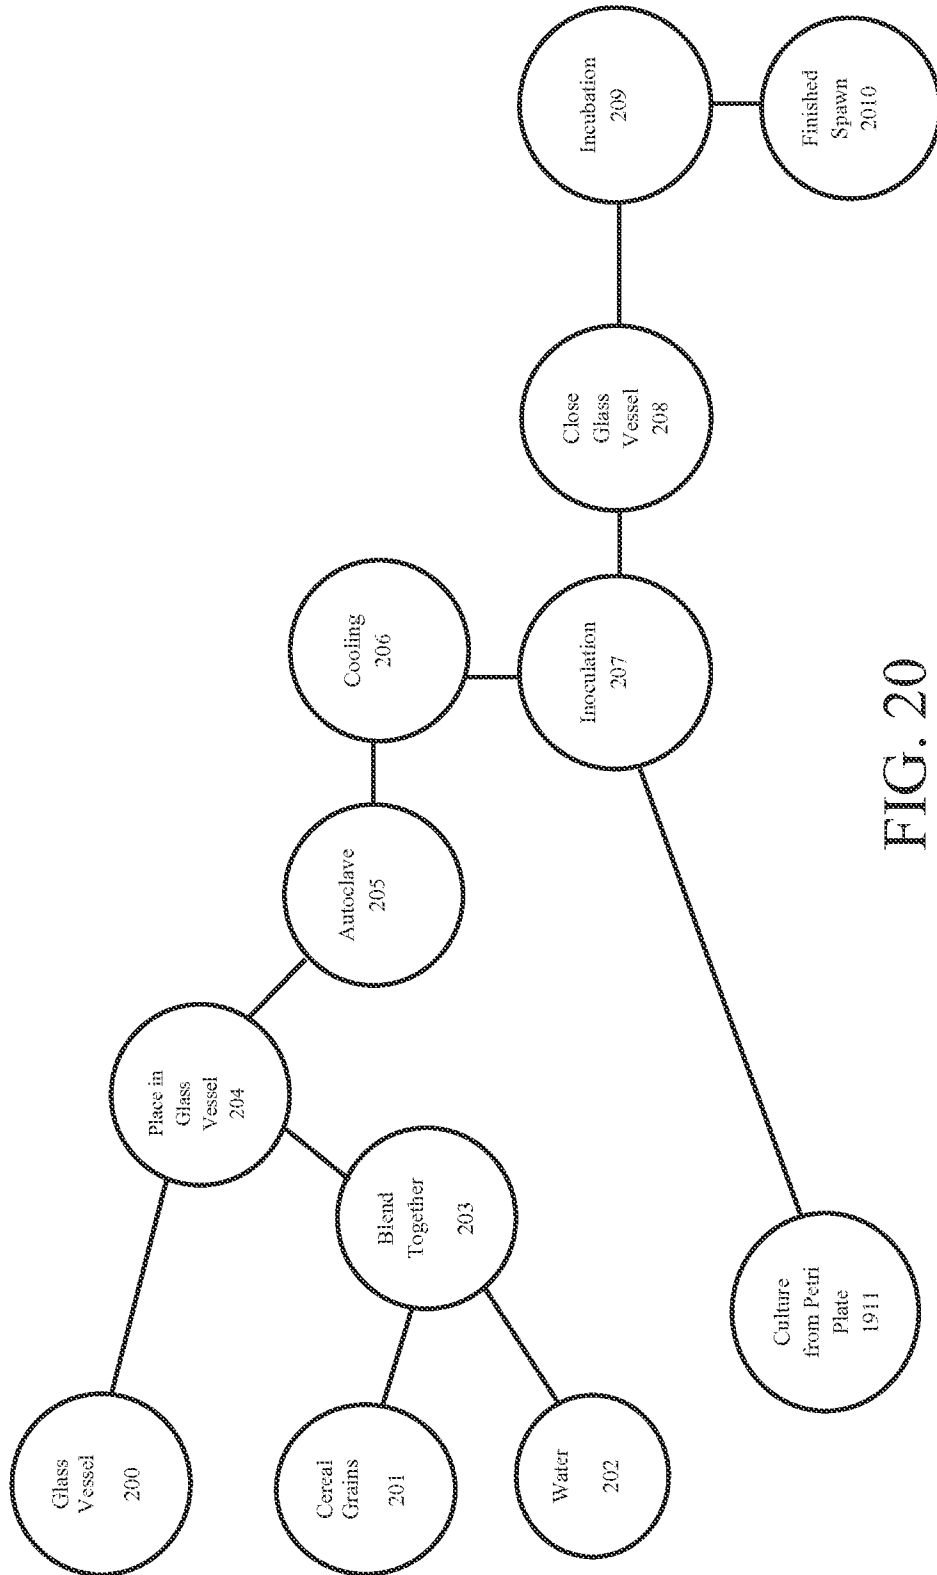 Glass
Vessel
200
Cereal
Grains
201
Water
202
Blend
Together
203
Place in
Glass
Vessel
204
Autoclave
205
Cooling
206
Culture
from Petri
Plate
1911
Inoculation
207
Close
Glass
Vessel
208
Incubation
209
Finished
Spawn
2010
FIG. 20